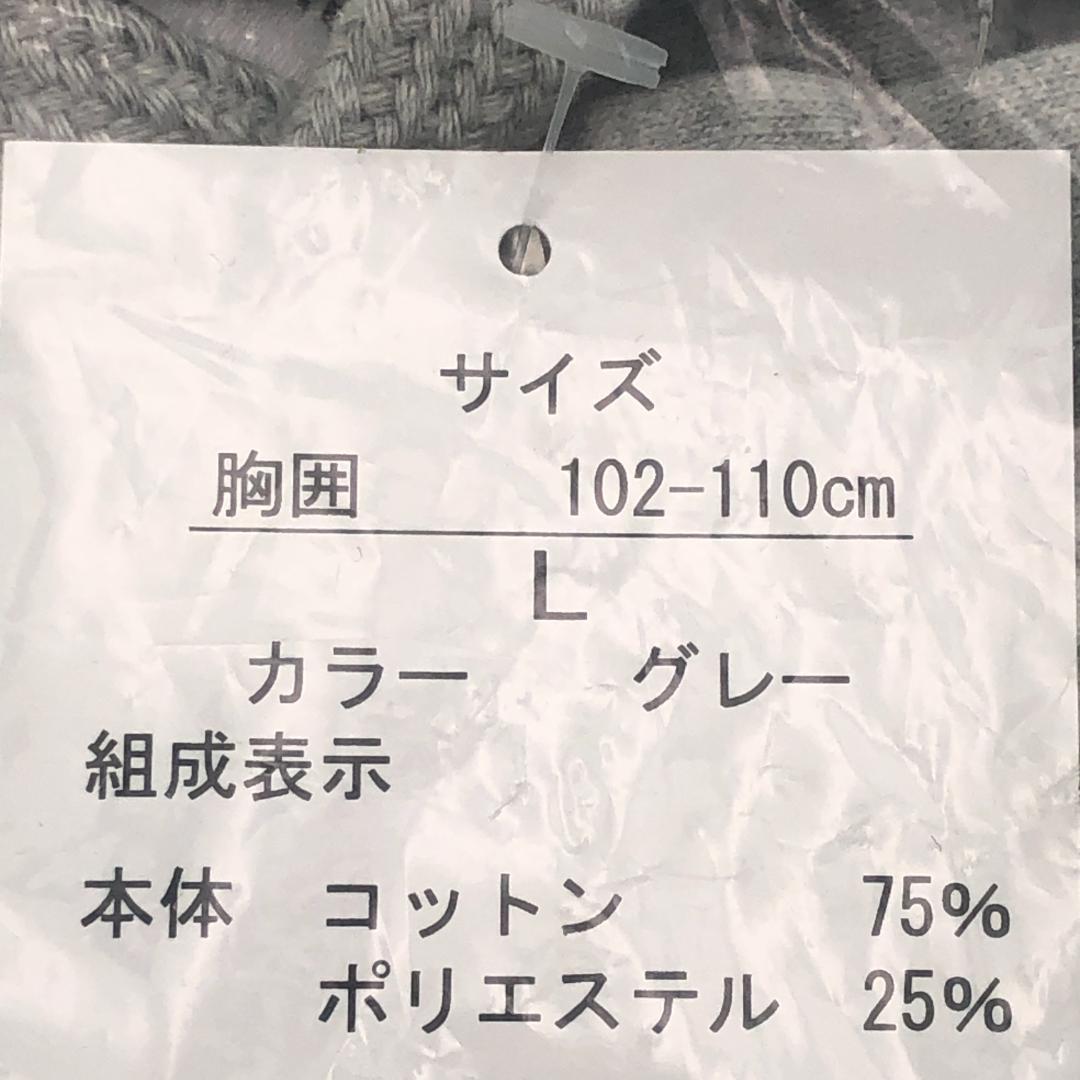 サイズ
胸囲 102-110cm
L
カラー グレー
組成表示
本体 コットン 75%
ポリエステル 25%